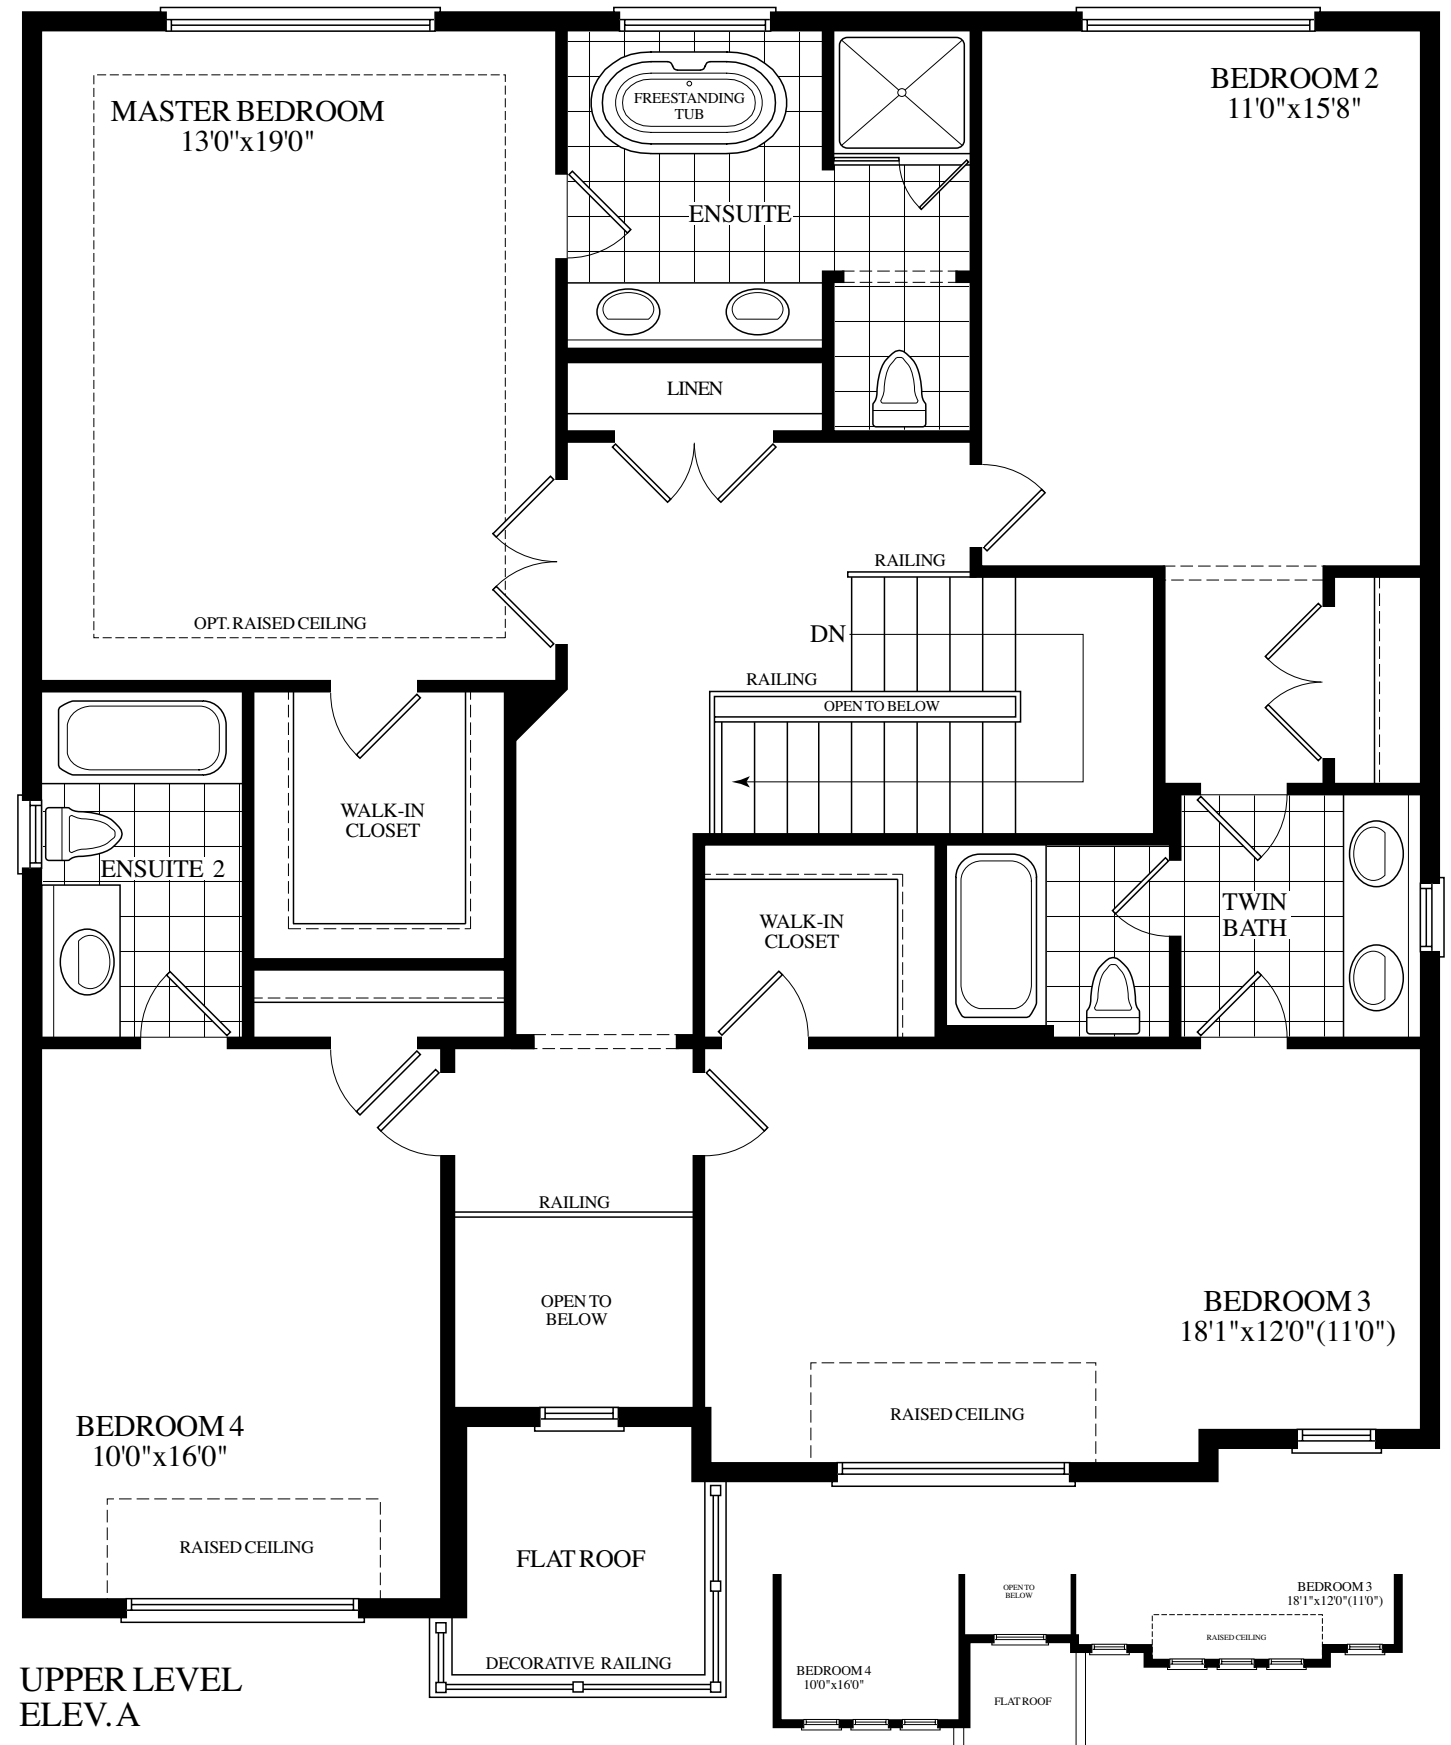 MASTER BEDROOM
13'0"x19'0"
FREESTANDING
TUB
BEDROOM 2
11'0"x15'8"
ENSUITE
LINEN
RAILING
OPT. RAISED CEILING
DN
RAILING
OPEN TO BELOW
WALK-IN
CLOSET
ENSUITE 2
WALK-IN
CLOSET
TWIN
BATH
RAILING
OPEN TO
BELOW
BEDROOM 3
18'1"x12'0"(11'0")
RAISED CEILING
BEDROOM 4
10'0"x16'0"
RAISED CEILING
FLAT ROOF
DECORATIVE RAILING
OPEN TO
BELOW
BEDROOM 3
18'1"x12'0"(11'0")
RAISED CEILING
BEDROOM 4
10'0"x16'0"
FLAT ROOF
UPPER LEVEL
ELEV. A